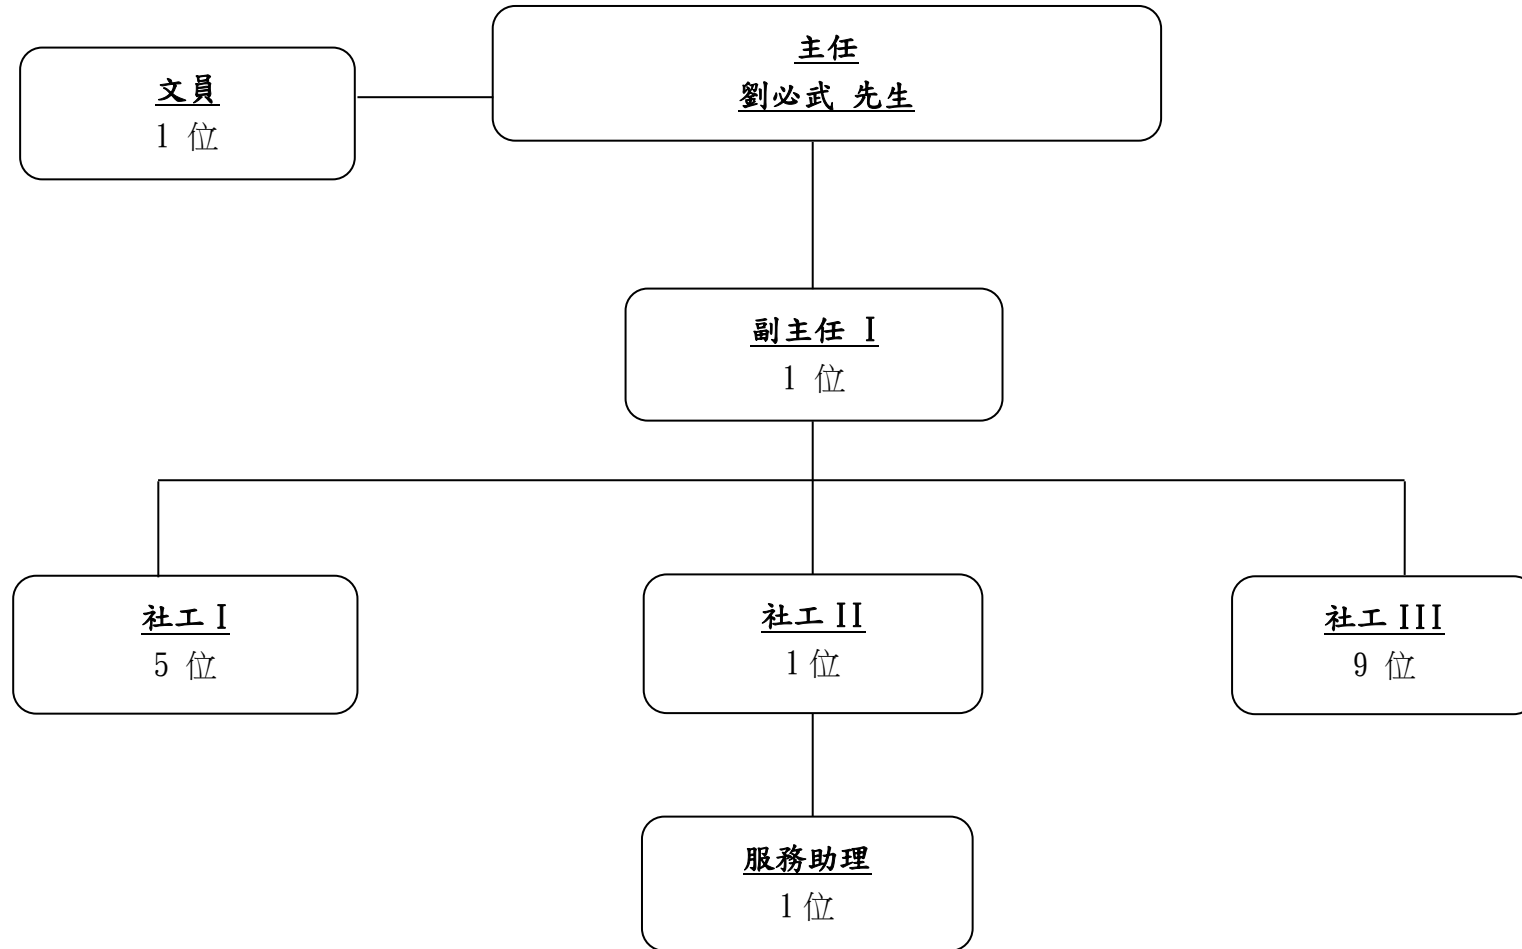 主任
劉必武 先生
文員
1 位
副主任 I
1 位
社工 I
5 位
社工 II
1 位
社工 III
9 位
服務助理
1 位